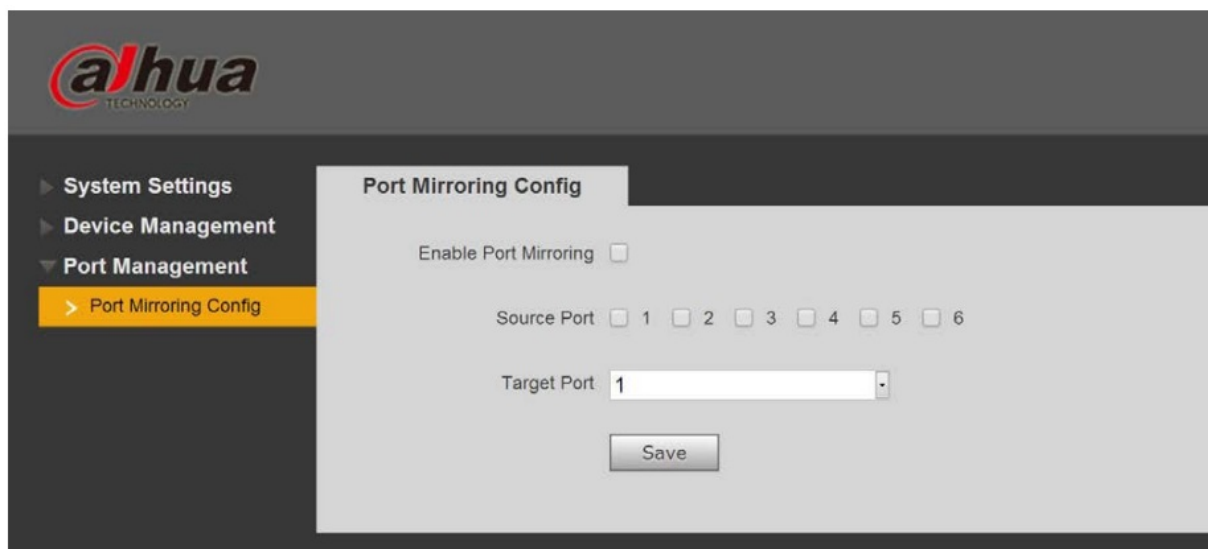 alhua
TECHNOLOGY
System Settings
Device Management
Port Management
Port Mirroring Config
Port Mirroring Config
Enable Port Mirroring
Source Port 1 2 3 4 5 6
Target Port 1
Save